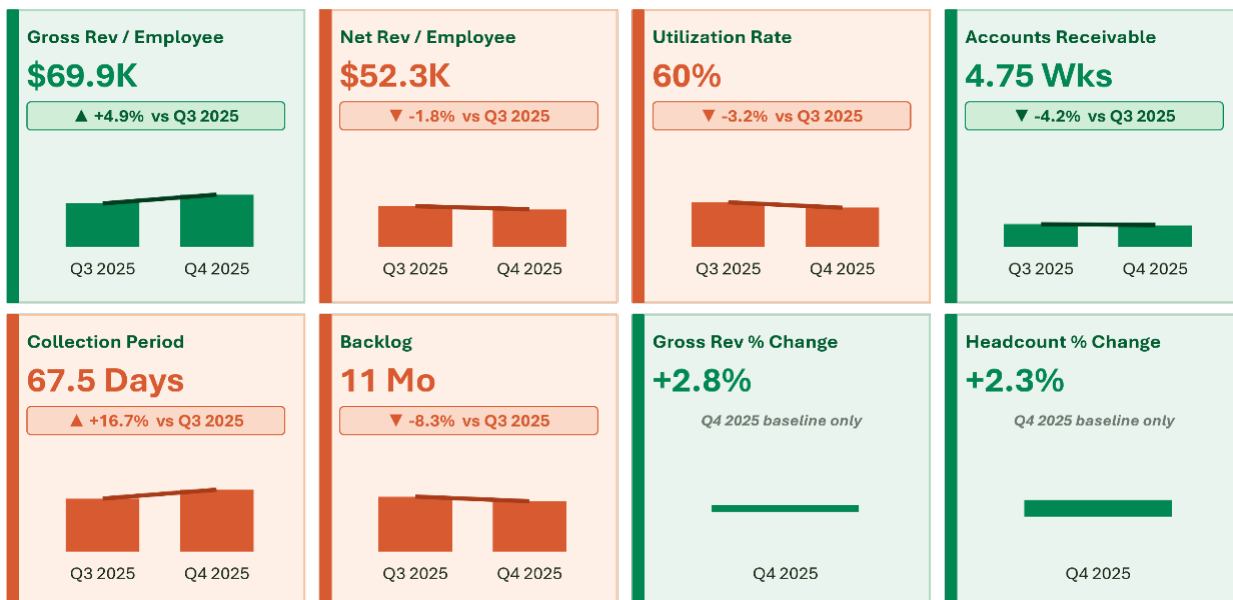 Gross Rev / Employee
$69.9K
▲ +4.9% vs Q3 2025
Q3 2025
Q4 2025
Net Rev / Employee
$52.3K
▼ -1.8% vs Q3 2025
Q3 2025
Q4 2025
Utilization Rate
60%
▼ -3.2% vs Q3 2025
Q3 2025
Q4 2025
Accounts Receivable
4.75 Wks
▼ -4.2% vs Q3 2025
Q3 2025
Q4 2025
Collection Period
67.5 Days
▲ +16.7% vs Q3 2025
Q3 2025
Q4 2025
Backlog
11 Mo
▼ -8.3% vs Q3 2025
Q3 2025
Q4 2025
Gross Rev % Change
+2.8%
Q4 2025 baseline only
Q4 2025
Headcount % Change
+2.3%
Q4 2025 baseline only
Q4 2025